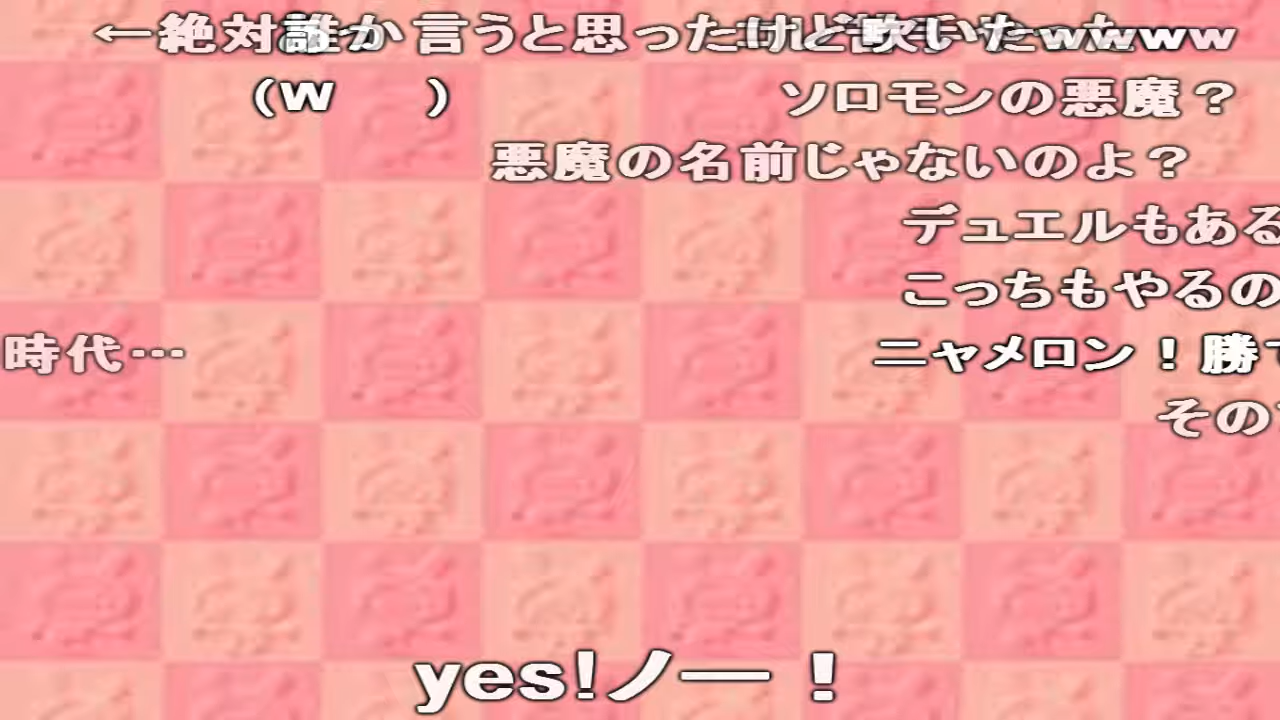 ←絶対誰か言うと思ったけど吹いたwwww
（W　　）
ソロモンの悪魔？
悪魔の名前じゃないのよ？
デュエルもある
こっちもやるの
時代…
ニャメロン！勝て
その
yes!ノー！